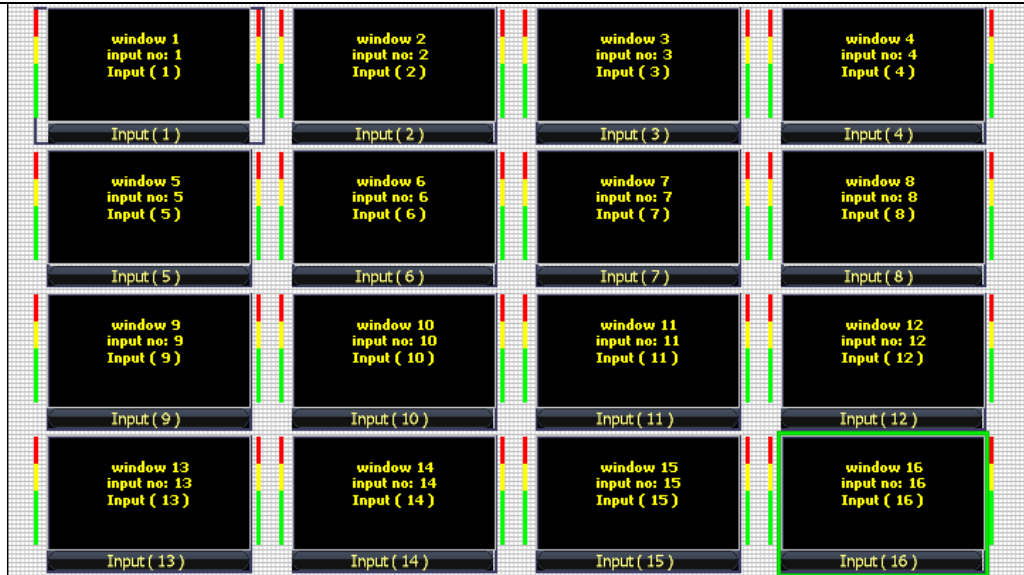 window 1
input no: 1
Input ( 1 )
Input ( 1 )
window 2
input no: 2
Input ( 2 )
Input ( 2 )
window 3
input no: 3
Input ( 3 )
Input ( 3 )
window 4
input no: 4
Input ( 4 )
Input ( 4 )
window 5
input no: 5
Input ( 5 )
Input ( 5 )
window 6
input no: 6
Input ( 6 )
Input ( 6 )
window 7
input no: 7
Input ( 7 )
Input ( 7 )
window 8
input no: 8
Input ( 8 )
Input ( 8 )
window 9
input no: 9
Input ( 9 )
Input ( 9 )
window 10
input no: 10
Input ( 10 )
Input ( 10 )
window 11
input no: 11
Input ( 11 )
Input ( 11 )
window 12
input no: 12
Input ( 12 )
Input ( 12 )
window 13
input no: 13
Input ( 13 )
Input ( 13 )
window 14
input no: 14
Input ( 14 )
Input ( 14 )
window 15
input no: 15
Input ( 15 )
Input ( 15 )
window 16
input no: 16
Input ( 16 )
Input ( 16 )